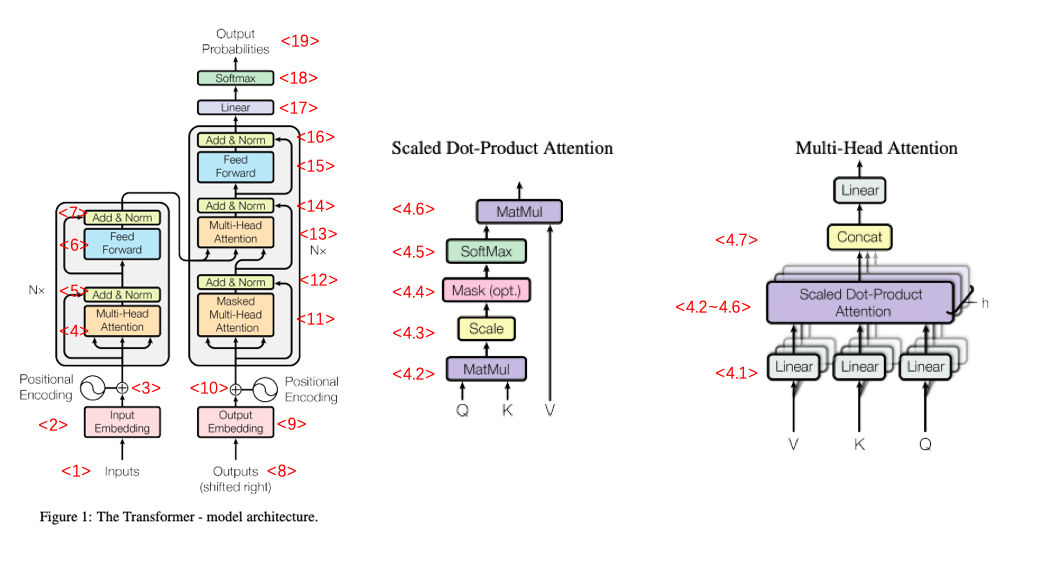 Output
Probabilities
<19>
Softmax
<18>
Linear
<17>
Add & Norm
<16>
Feed
Forward
<15>
Add & Norm
<14>
Multi-Head
Attention
<13>
Nx
Add & Norm
<12>
Masked
Multi-Head
Attention
<11>
<10>
Positional
Encoding
Output
Embedding
<9>
Outputs
(shifted right)
<8>
<7>
Add & Norm
<6>
Feed
Forward
Nx
<5>
Add & Norm
<4>
Multi-Head
Attention
Positional
Encoding
<3>
<2>
Input
Embedding
<1>
Inputs
Figure 1: The Transformer - model architecture.
Scaled Dot-Product Attention
<4.6>
MatMul
<4.5>
SoftMax
<4.4>
Mask (opt.)
<4.3>
Scale
<4.2>
MatMul
Q K V
Multi-Head Attention
Linear
<4.7>
Concat
<4.2~4.6>
Scaled Dot-Product
Attention
h
<4.1>
Linear Linear Linear
V K Q